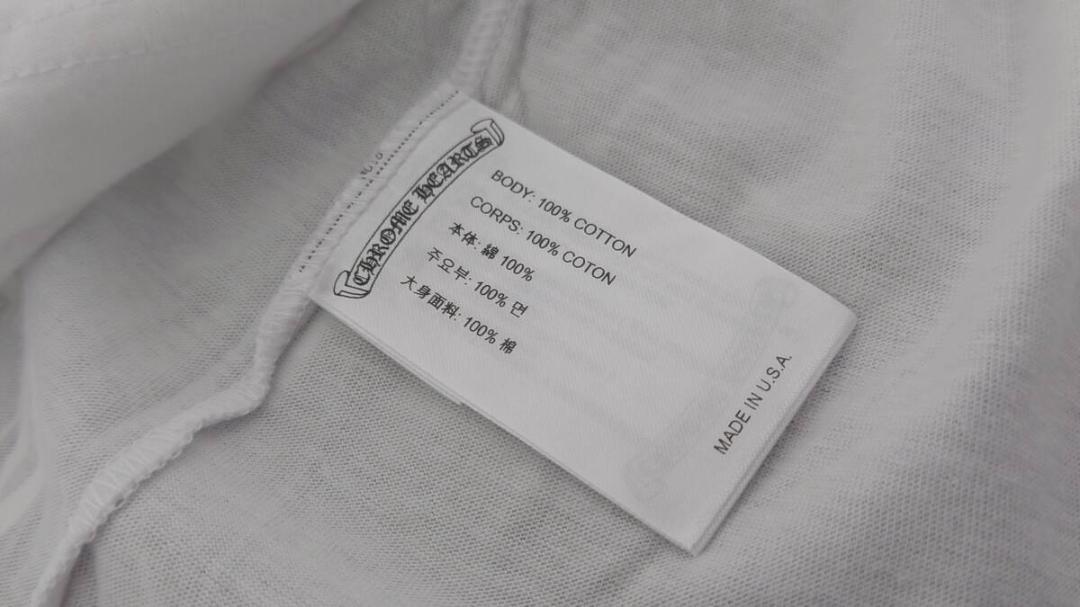 CHROME HEARTS
BODY: 100% COTTON
CORPS: 100% COTON
本体: 綿 100%
주요부: 100% 면
大身面料: 100% 棉
MADE IN U.S.A.